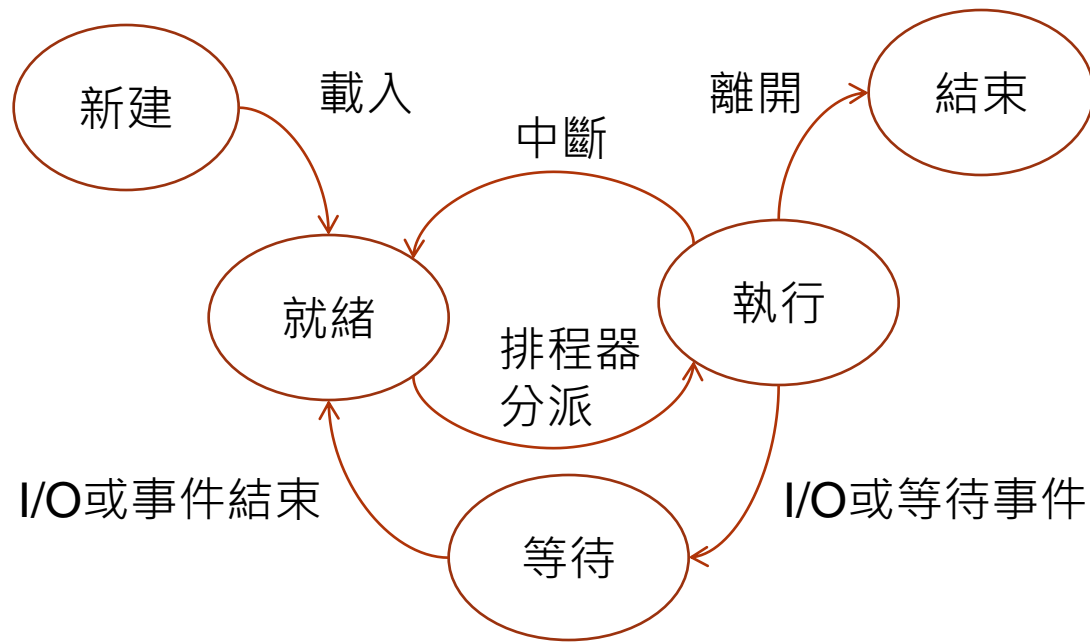 新建
載入
離開
結束
中斷
就緒
執行
排程器
分派
I/O或事件結束
I/O或等待事件
等待